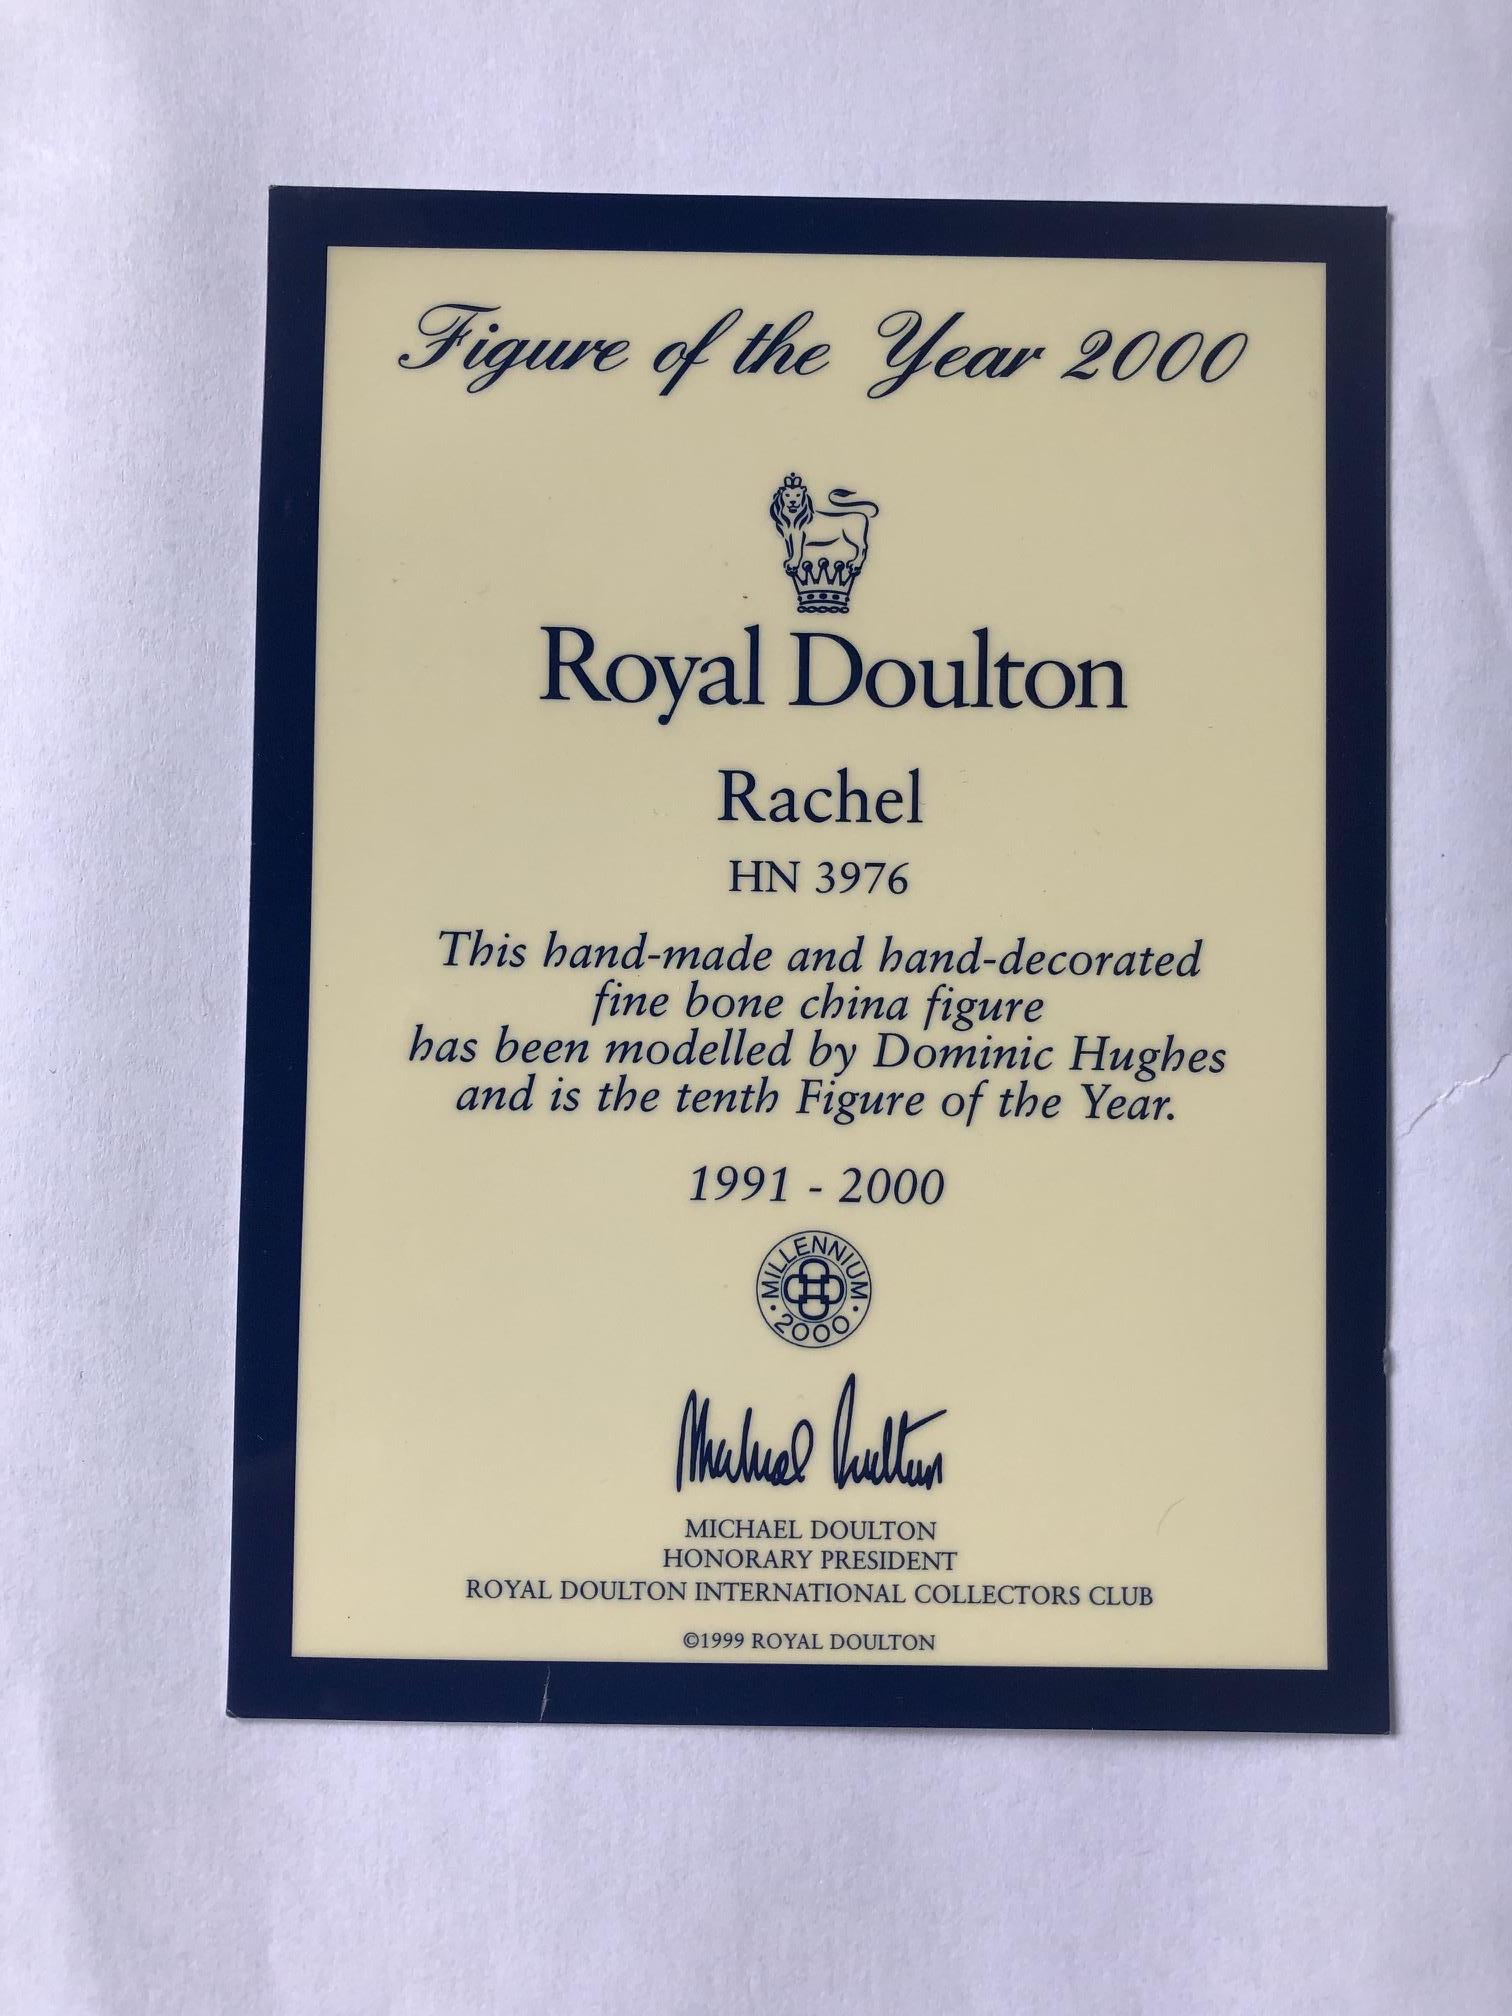 Figure of the Year 2000
Royal Doulton
Rachel
HN 3976
This hand-made and hand-decorated
fine bone china figure
has been modelled by Dominic Hughes
and is the tenth Figure of the Year.
1991 - 2000
MILLENNIUM
• 2000 •
Michael Doulton
MICHAEL DOULTON
HONORARY PRESIDENT
ROYAL DOULTON INTERNATIONAL COLLECTORS CLUB
©1999 ROYAL DOULTON